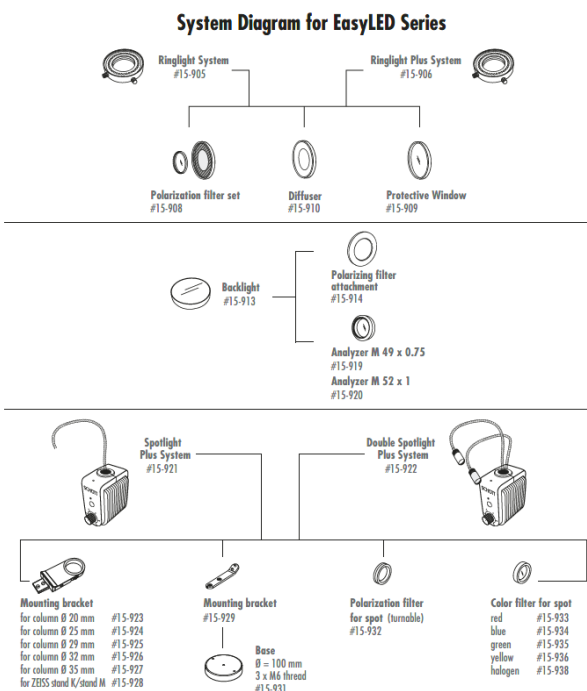 System Diagram for EasyLED Series
Ringlight System
#15-905
Ringlight Plus System
#15-906
Polarization filter set
#15-908
Diffuser
#15-910
Protective Window
#15-909
Backlight
#15-913
Polarizing filter
attachment
#15-914
Analyzer M 49 x 0.75
#15-919
Analyzer M 52 x 1
#15-920
Spotlight
Plus System
#15-921
Double Spotlight
Plus System
#15-922
SCHOTT
SCHOTT
Mounting bracket
for column Ø 20 mm #15-923
for column Ø 25 mm #15-924
for column Ø 29 mm #15-925
for column Ø 32 mm #15-926
for column Ø 35 mm #15-927
for ZEISS stand K/stand M #15-928
Mounting bracket
#15-929
Base
Ø = 100 mm
3 x M6 thread
#15-931
Polarization filter
for spot (turnable)
#15-932
Color filter for spot
red #15-933
blue #15-934
green #15-935
yellow #15-936
halogen #15-938